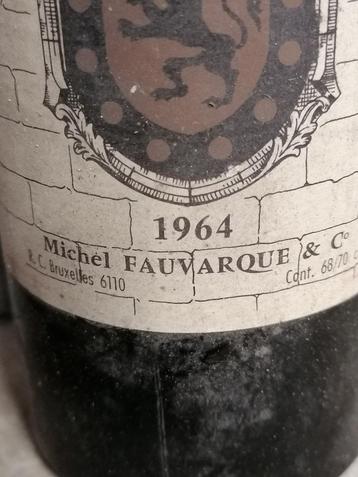 1964
Michel FAUVARQUE & Co
R. C. Bruxelles 6110 Cont. 68/70 c